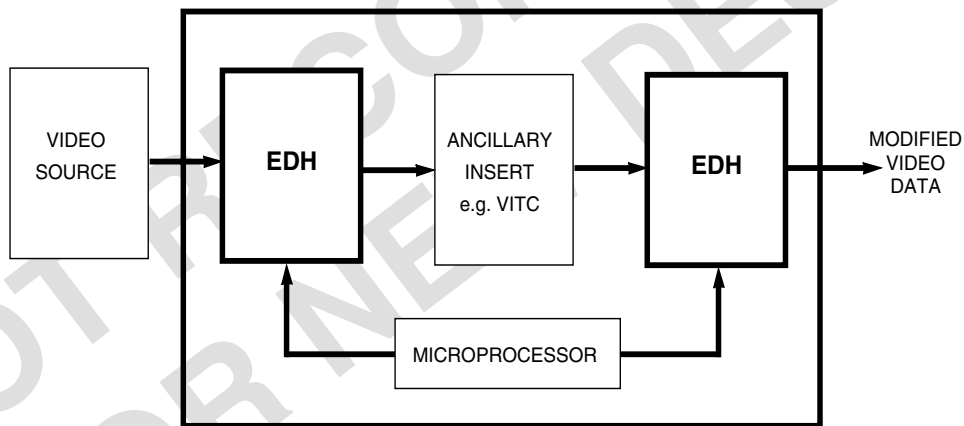 VIDEO
SOURCE
EDH
ANCILLARY
INSERT
e.g. VITC
EDH
MODIFIED
VIDEO
DATA
MICROPROCESSOR